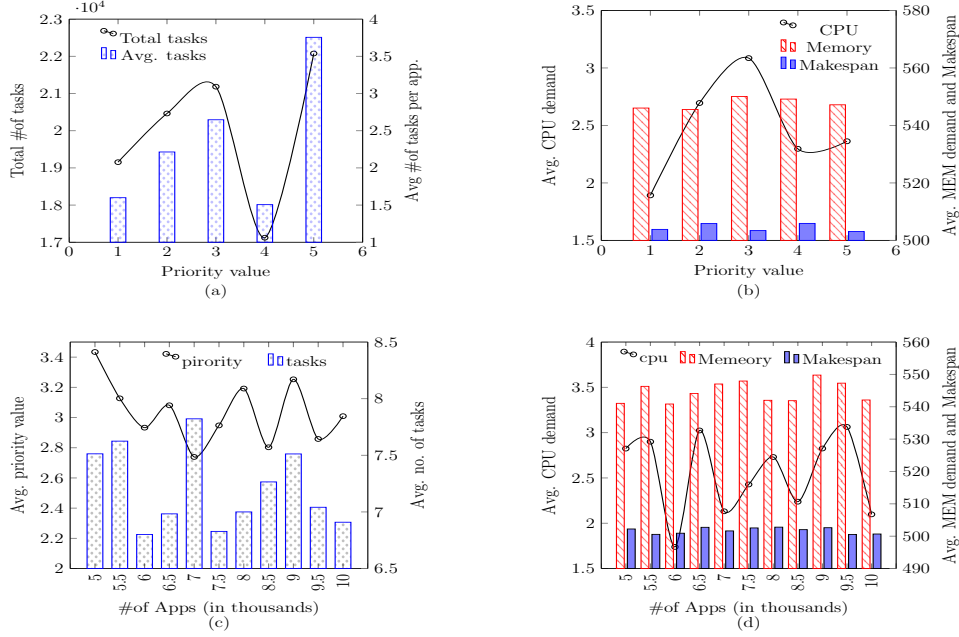 ·10⁴
2.3
2.2
2.1
2
1.9
1.8
1.7
Total #of tasks
Total tasks
Avg. tasks
4
3.5
3
2.5
2
1.5
1
Avg #of tasks per app.
0 1 2 3 4 5 6
Priority value
(a)
3.5
3
2.5
2
1.5
Avg. CPU demand
CPU
Memory
Makespan
580
560
540
520
500
Avg. MEM demand and Makespan
0 1 2 3 4 5 6
Priority value
(b)
3.4
3.2
3
2.8
2.6
2.4
2.2
2
Avg. priority value
pirority tasks
8.5
8
7.5
7
6.5
Avg. no. of tasks
5 5.5 6 6.5 7 7.5 8 8.5 9 9.5 10
#of Apps (in thousands)
(c)
4
3.5
3
2.5
2
1.5
Avg. CPU demand
cpu Memeory Makespan
560
550
540
530
520
510
500
490
Avg. MEM demand and Makespan
5 5.5 6 6.5 7 7.5 8 8.5 9 9.5 10
#of Apps (in thousands)
(d)